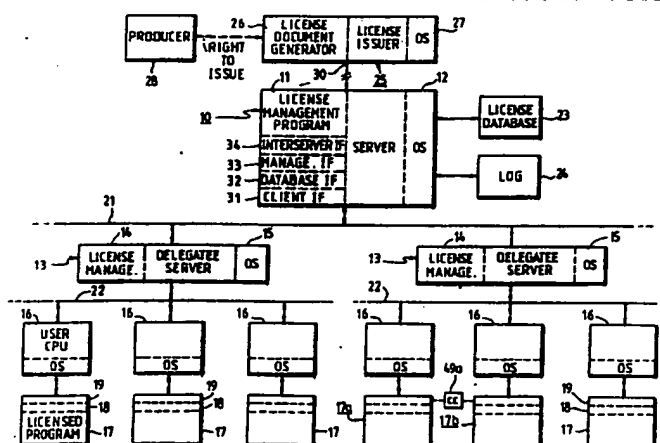 26
LICENSE DOCUMENT GENERATOR
LICENSE ISSUER
OS
27
PRODUCER
28
RIGHT TO ISSUE
30
25
11
12
10
LICENSE MANAGEMENT PROGRAM
34
INTERSERVER IF
33
MANAGE. IF
32
DATABASE IF
31
CLIENT IF
SERVER
OS
LICENSE DATABASE
23
LOG
24
21
14
15
13
LICENSE MANAGE.
DELEGATEE SERVER
OS
14
15
13
LICENSE MANAGE.
DELEGATEE SERVER
OS
22
22
16
USER CPU
OS
16
OS
16
OS
16
OS
16
OS
16
OS
19
18
LICENSED PROGRAM
17
19
18
17
17
17a
49a
CC
17b
19
18
17